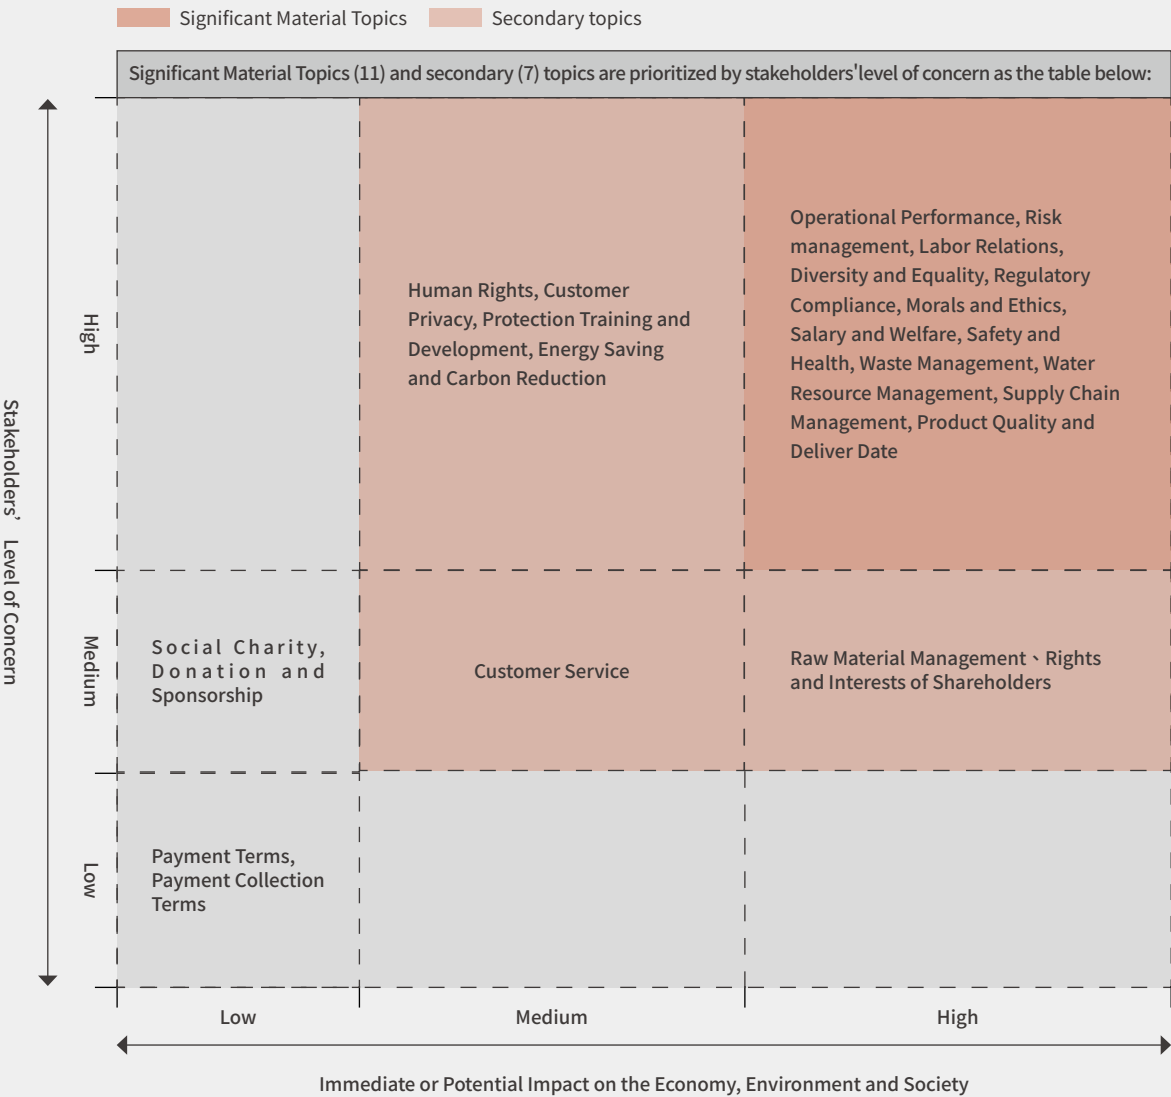 Significant Material Topics
Secondary topics
Significant Material Topics (11) and secondary (7) topics are prioritized by stakeholders'level of concern as the table below:
Stakeholders’ Level of Concern
High
Human Rights, Customer
Privacy, Protection Training and
Development, Energy Saving
and Carbon Reduction
Operational Performance, Risk
management, Labor Relations,
Diversity and Equality, Regulatory
Compliance, Morals and Ethics,
Salary and Welfare, Safety and
Health, Waste Management, Water
Resource Management, Supply Chain
Management, Product Quality and
Deliver Date
Medium
Social Charity,
Donation and
Sponsorship
Customer Service
Raw Material Management、Rights
and Interests of Shareholders
Low
Payment Terms,
Payment Collection
Terms
Low
Medium
High
Immediate or Potential Impact on the Economy, Environment and Society